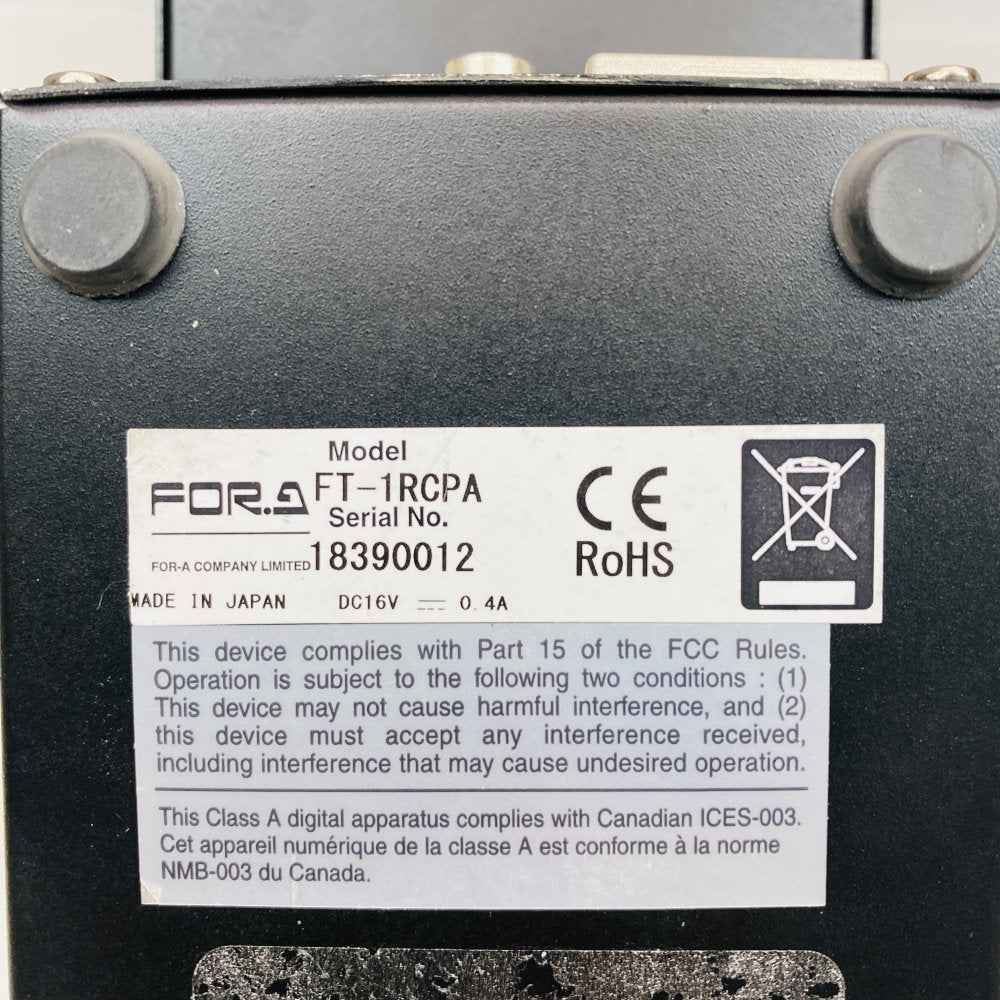 Model
FOR.A FT-1RCPA
Serial No.
FOR-A COMPANY LIMITED 18390012
MADE IN JAPAN DC16V ⎓ 0.4A
CE
RoHS
This device complies with Part 15 of the FCC Rules.
Operation is subject to the following two conditions : (1)
This device may not cause harmful interference, and (2)
this device must accept any interference received,
including interference that may cause undesired operation.
This Class A digital apparatus complies with Canadian ICES-003.
Cet appareil numérique de la classe A est conforme à la norme
NMB-003 du Canada.